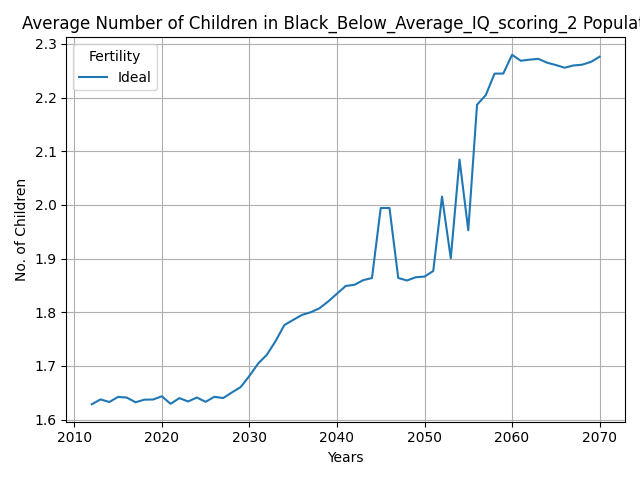 Average Number of Children in Black_Below_Average_IQ_scoring_2 Populat
Fertility
Ideal
2.3
2.2
2.1
2.0
1.9
1.8
1.7
1.6
No. of Children
2010 2020 2030 2040 2050 2060 2070
Years